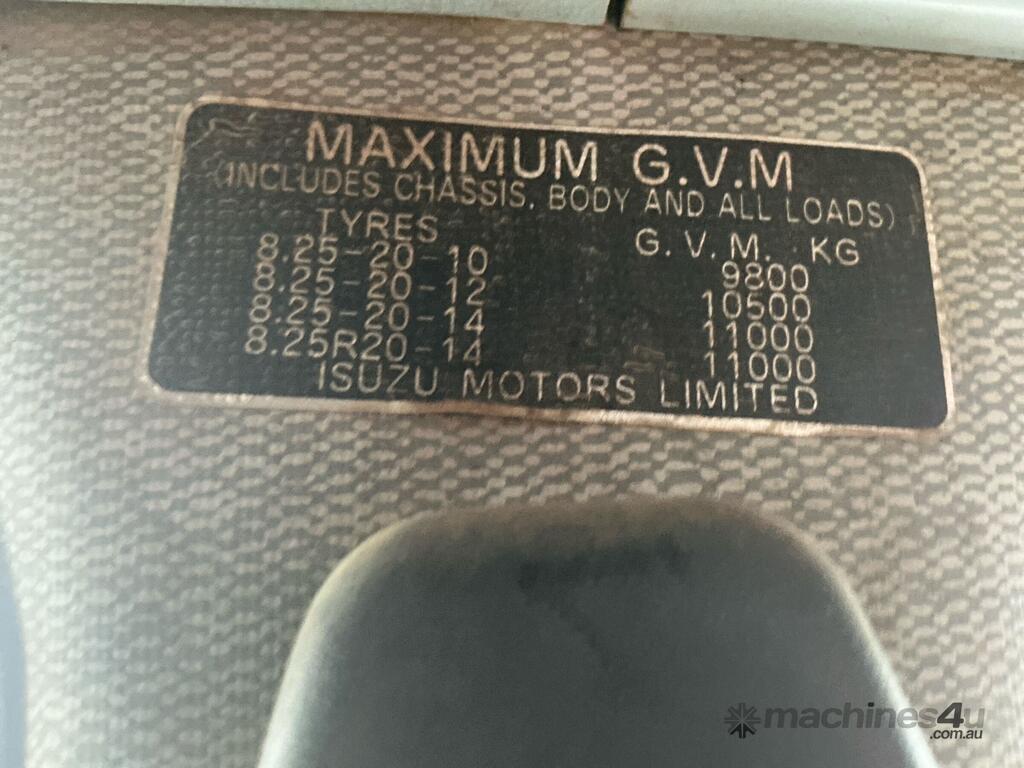 MAXIMUM G.V.M
(INCLUDES CHASSIS, BODY AND ALL LOADS)
TYRES G. V. M. KG
8.25-20-10 9800
8.25-20-12 10500
8.25-20-14 11000
8.25R20-14 11000
ISUZU MOTORS LIMITED
machines4u
.com.au